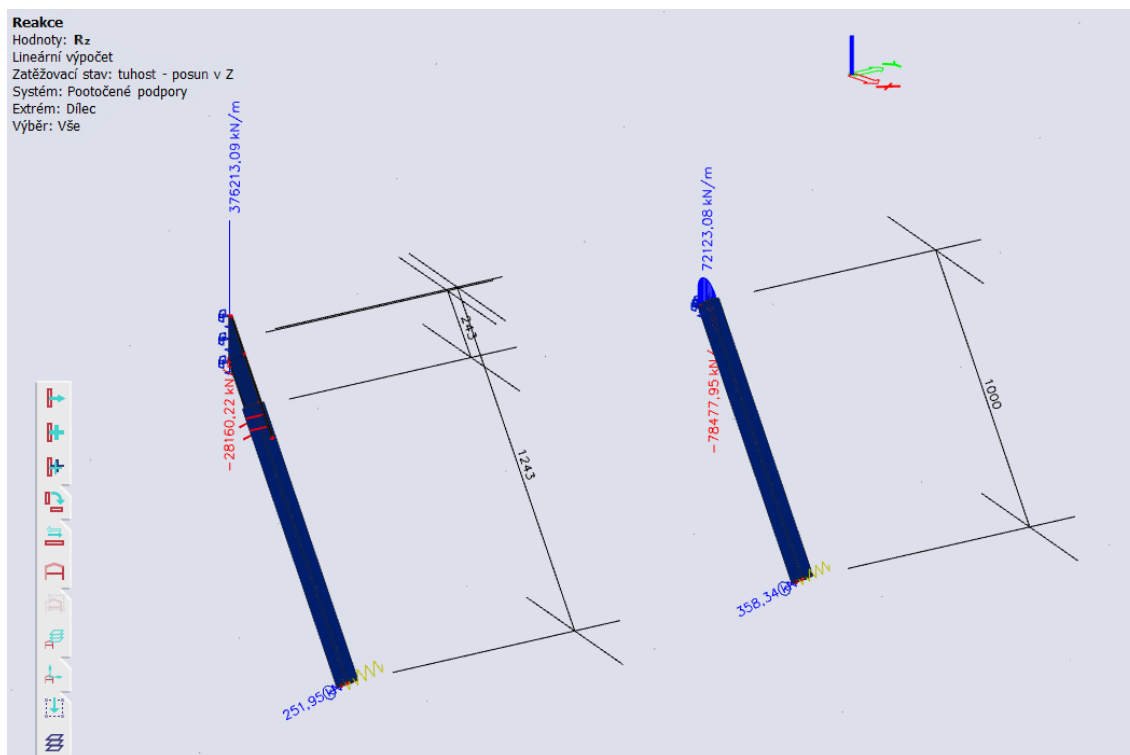 Reakce
Hodnoty: Rz
Lineární výpočet
Zatěžovací stav: tuhost - posun v Z
Systém: Pootočené podpory
Extrém: Dílec
Výběr: Vše
376213,09 kN/m
-28160,22 kN
243
1243
251,95
72123,08 kN/m
-78477,95 kN/m
1000
358,34
Y
X